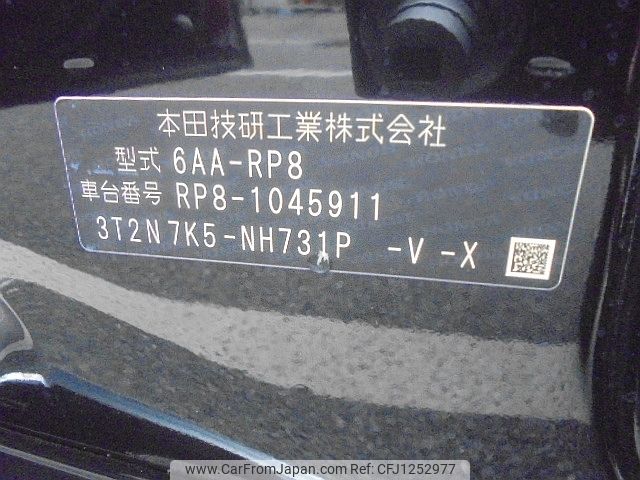 本田技研工業株式会社
型式 6AA-RP8
車台番号 RP8-1045911
3T2N7K5-NH731P -V -X
www.CarFromJapan.com | CFJ1252977